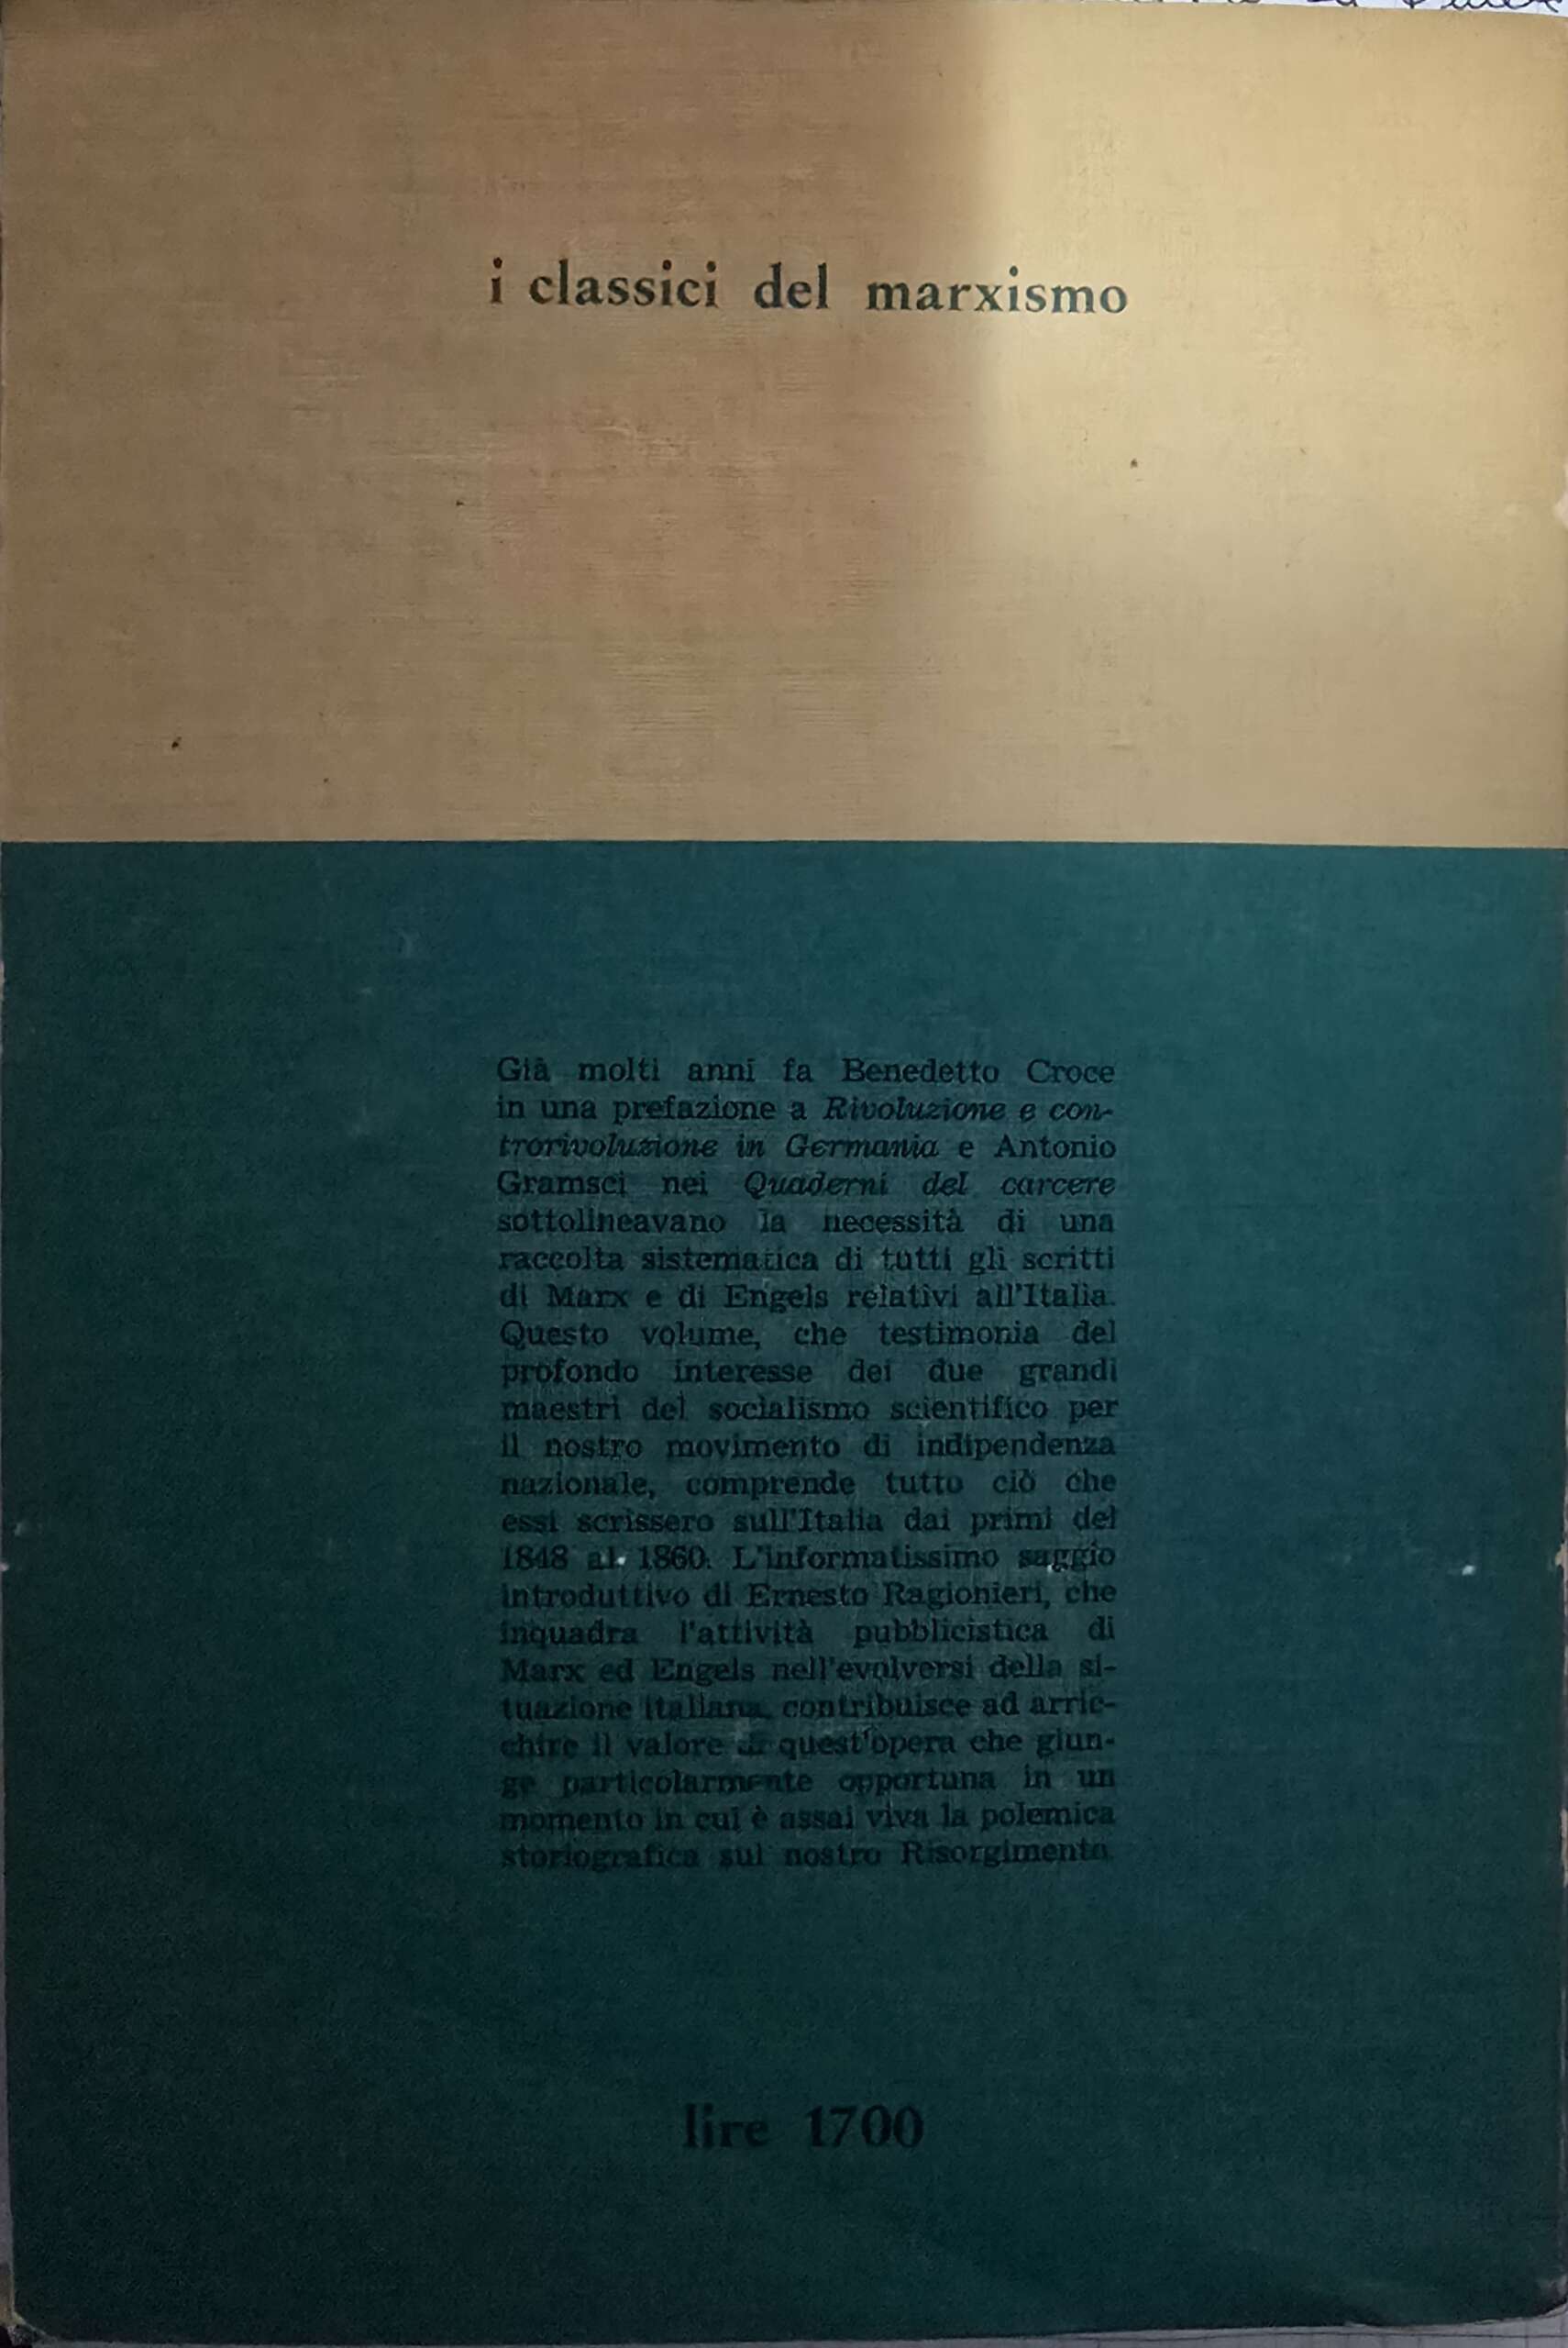 i classici del marxismo
Già molti anni fa Benedetto Croce
in una prefazione a Rivoluzione e con-
trorivoluzione in Germania e Antonio
Gramsci nei Quaderni del carcere
sottolineavano la necessità di una
raccolta sistematica di tutti gli scritti
di Marx e di Engels relativi all'Italia.
Questo volume, che testimonia del
profondo interesse dei due grandi
maestri del socialismo scientifico per
il nostro movimento di indipendenza
nazionale, comprende tutto ciò che
essi scrissero sull'Italia dai primi del
1848 al 1860. L'informatissimo saggio
introduttivo di Ernesto Ragionieri, che
inquadra l'attività pubblicistica di
Marx ed Engels nell'evolversi della si-
tuazione italiana, contribuisce ad arric-
chire il valore di quest'opera che giun-
ge particolarmente opportuna in un
momento in cui è assai viva la polemica
storiografica sul nostro Risorgimento.
lire 1700